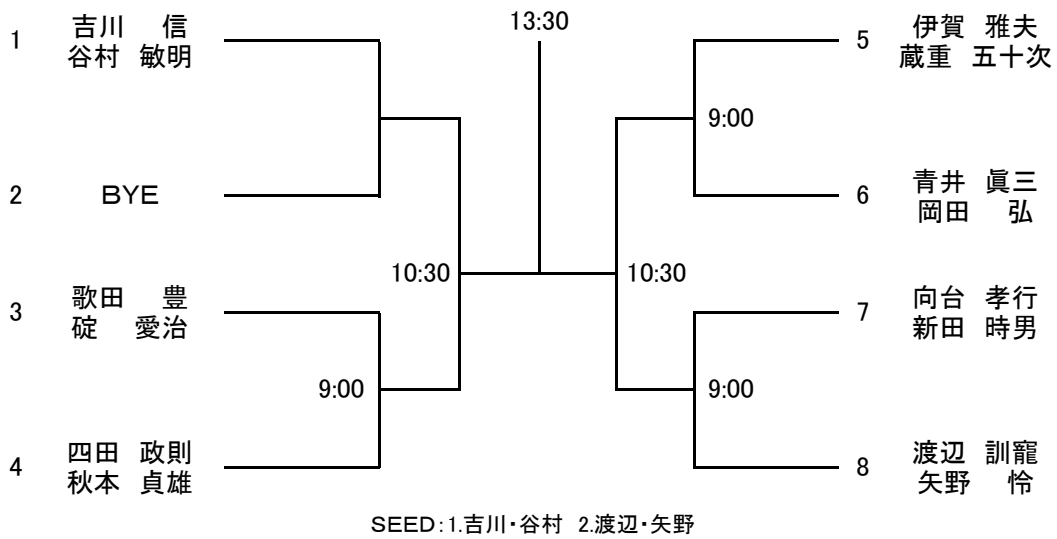 13:30
1
吉川 信
谷村 敏明
2
BYE
10:30
3
歌田 豊
碇 愛治
9:00
4
四田 政則
秋本 貞雄
5
伊賀 雅夫
蔵重 五十次
9:00
6
青井 眞三
岡田 弘
10:30
7
向台 孝行
新田 時男
9:00
8
渡辺 訓寵
矢野 怜
SEED:1.吉川・谷村 2.渡辺・矢野